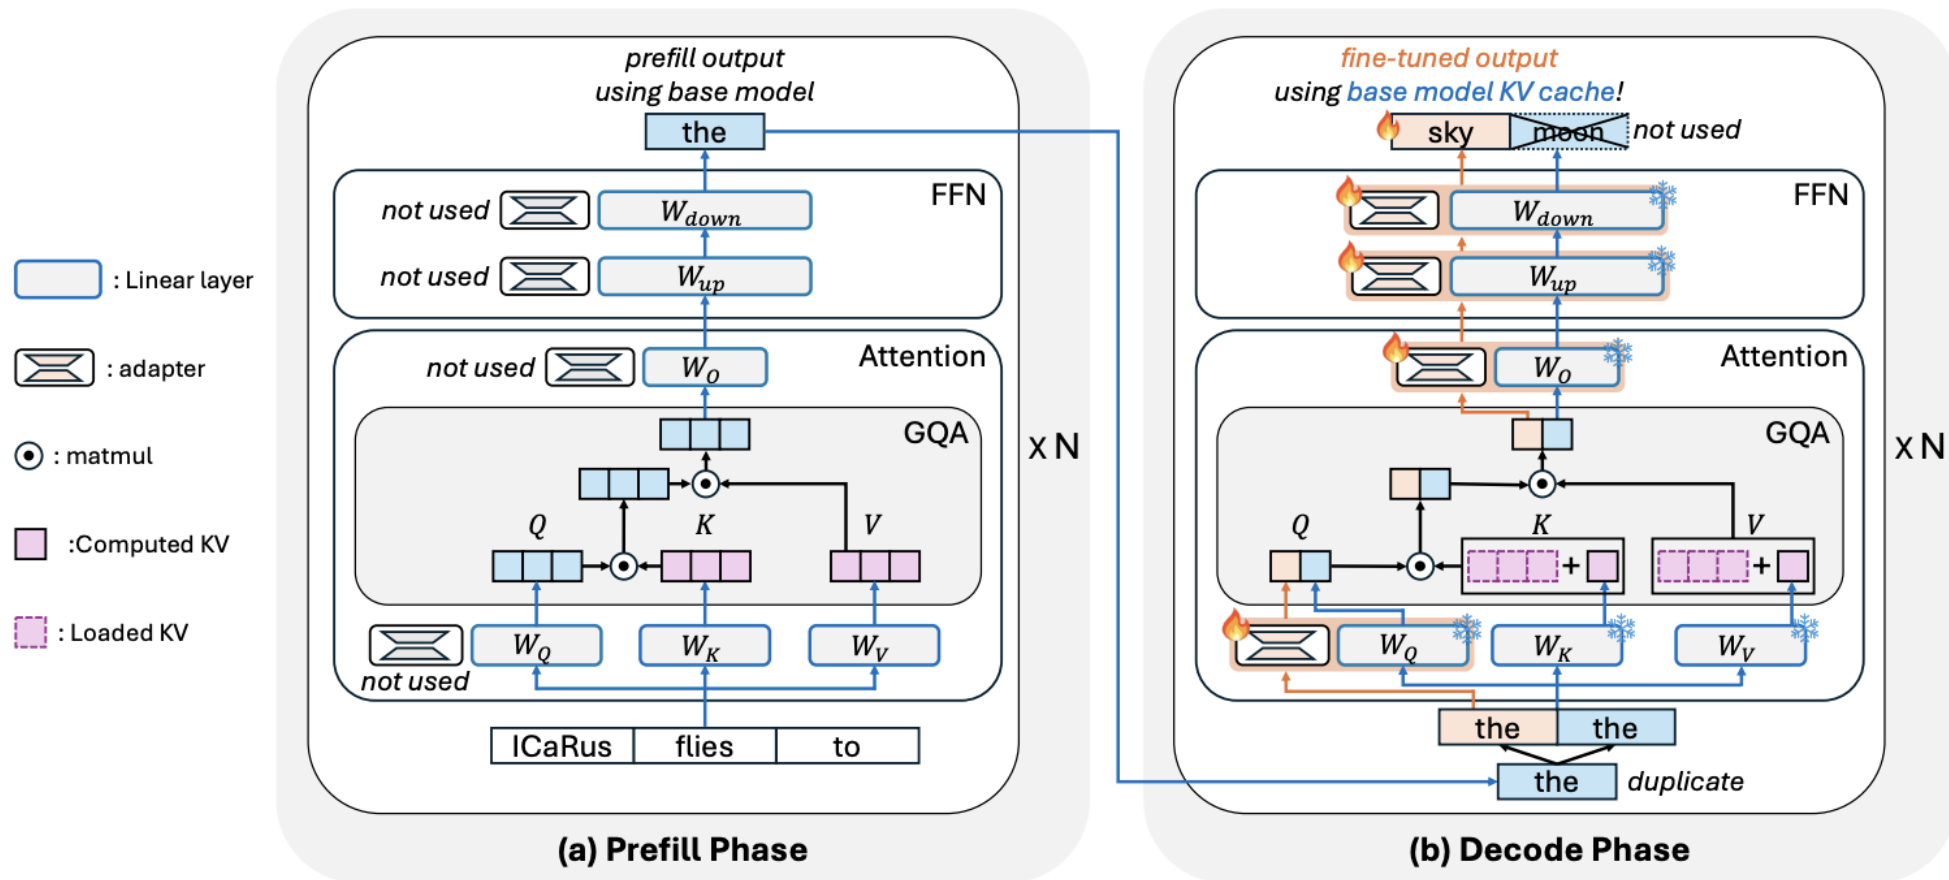 : Linear layer
: adapter
: matmul
:Computed KV
: Loaded KV
prefill output
using base model
the
FFN
not used
W_down
not used
W_up
Attention
not used
W_O
GQA
X N
Q
K
V
W_Q
W_K
W_V
not used
ICaRus flies to
(a) Prefill Phase
fine-tuned output
using base model KV cache!
sky moon not used
FFN
W_down
W_up
Attention
W_O
GQA
X N
Q
K
V
+
+
W_Q
W_K
W_V
the the
the duplicate
(b) Decode Phase